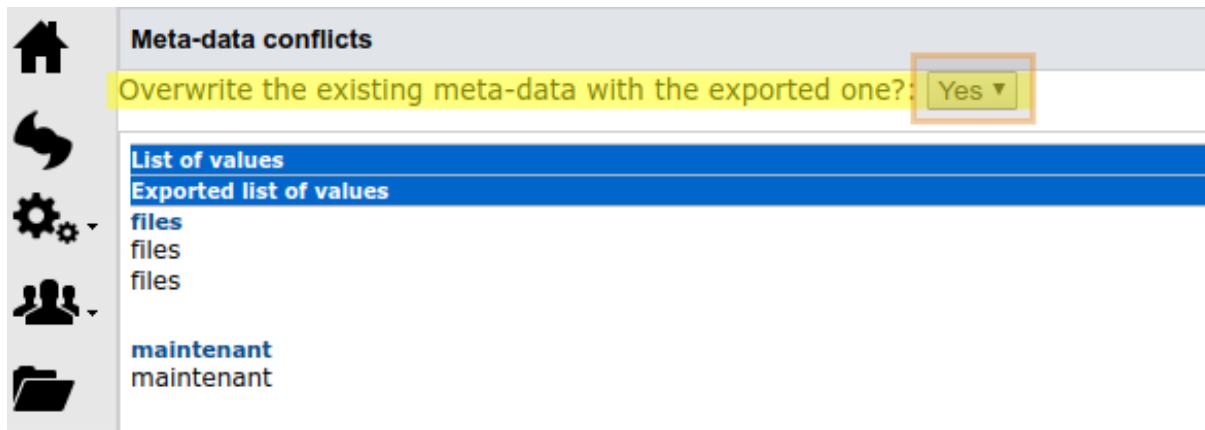 Meta-data conflicts
Overwrite the existing meta-data with the exported one?: Yes
List of values
Exported list of values
files
files
files
maintenant
maintenant